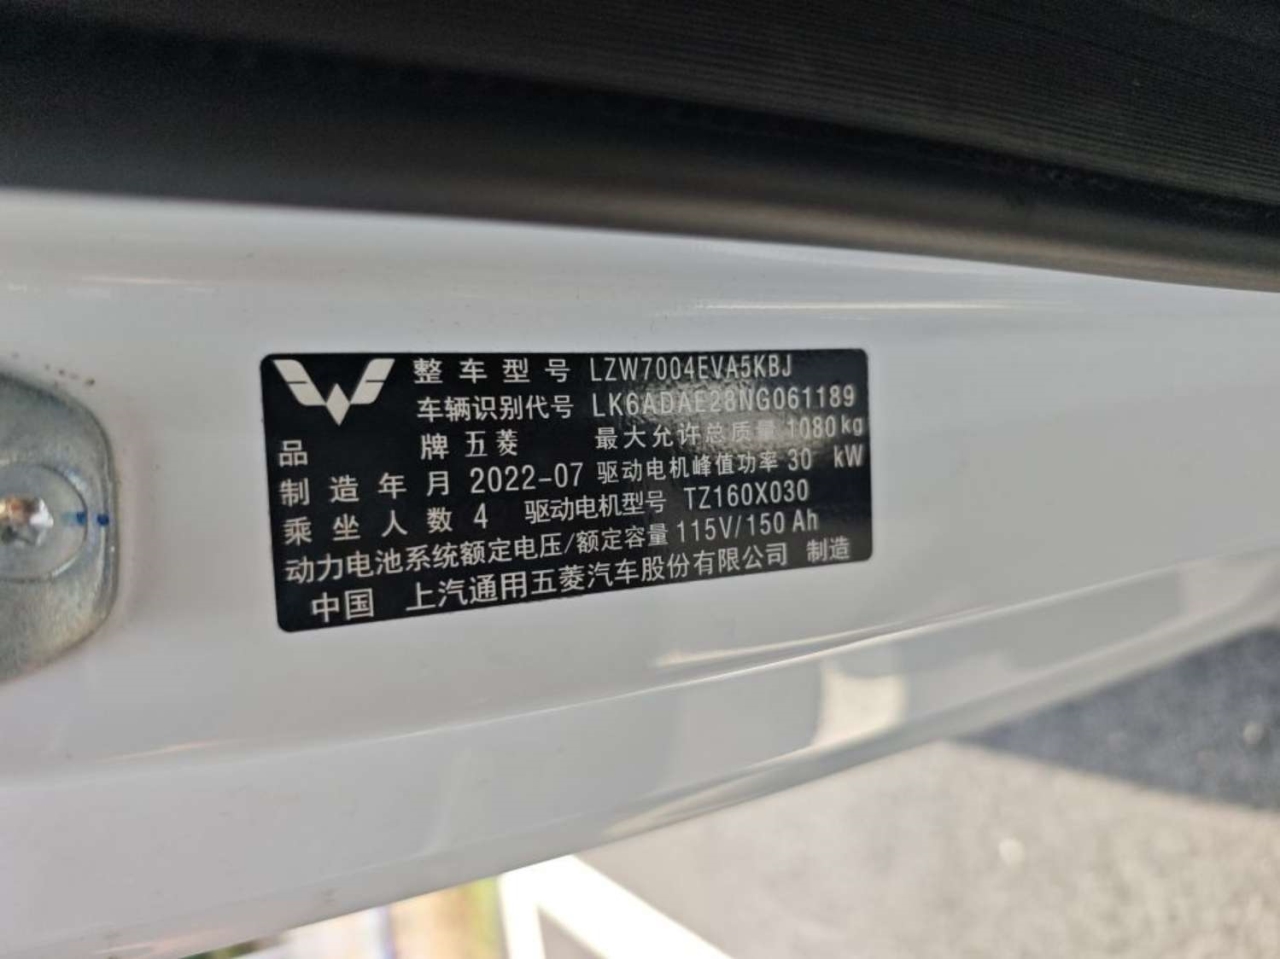 整车型号 LZW7004EVA5KBJ
车辆识别代号 LK6ADAE28NG061189
品牌 五菱 最大允许总质量 1080kg
制造年月 2022-07 驱动电机峰值功率 30 kW
乘坐人数 4 驱动电机型号 TZ160X030
动力电池系统额定电压/额定容量 115V/150Ah
中国 上汽通用五菱汽车股份有限公司 制造